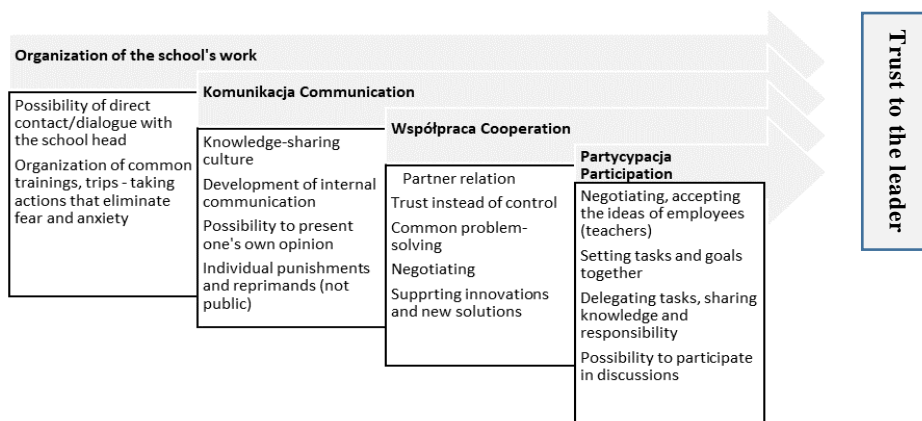 Organization of the school's work
Possibility of direct
contact/dialogue with
the school head
Organization of common
trainings, trips - taking
actions that eliminate
fear and anxiety
Komunikacja Communication
Knowledge-sharing
culture
Development of internal
communication
Possibility to present
one's own opinion
Individual punishments
and reprimands (not
public)
Współpraca Cooperation
Partner relation
Trust instead of control
Common problem-
solving
Negotiating
Supprting innovations
and new solutions
Partycypacja
Participation
Negotiating, accepting
the ideas of employees
(teachers)
Setting tasks and goals
together
Delegating tasks, sharing
knowledge and
responsibility
Possibility to participate
in discussions
Trust to the leader